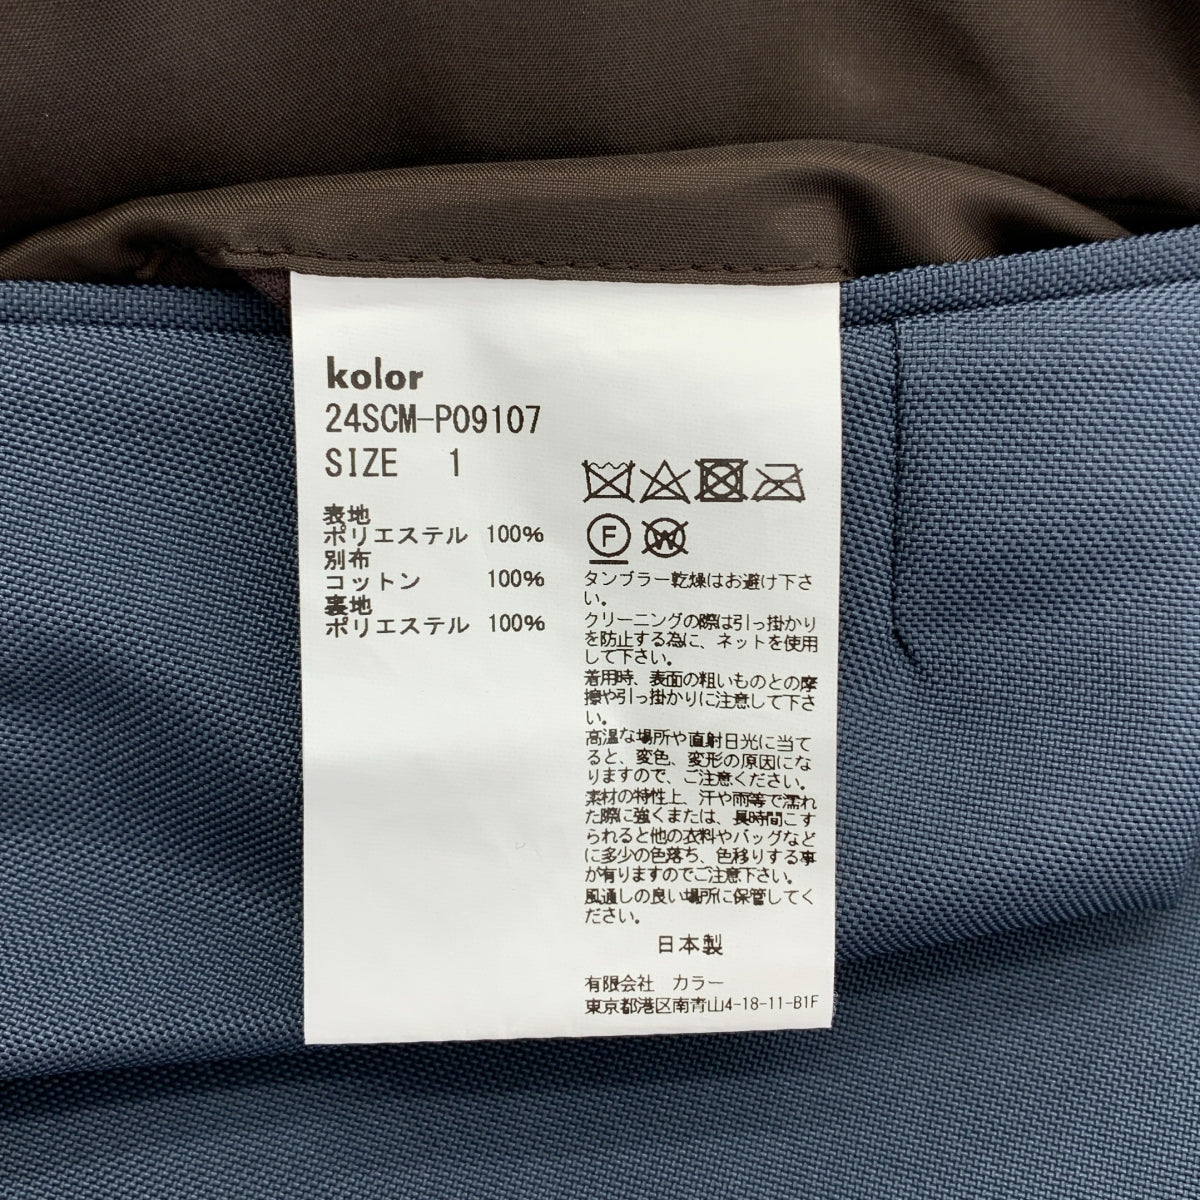 kolor
24SCM-P09107
SIZE 1
表地
ポリエステル 100%
別布
コットン 100%
裏地
ポリエステル 100%
F
W
タンブラー乾燥はお避け下さ
い。
クリーニングの際は引っ掛かり
を防止する為に、ネットを使用
して下さい。
着用時、表面の粗いものとの摩
擦や引っ掛かりに注意して下さ
い。
高温な場所や直射日光に当て
ると、変色、変形の原因にな
りますので、ご注意ください。
素材の特性上、汗や雨等で濡れ
た際に強くまたは、長時間こす
られると他の衣料やバッグなど
に多少の色落ち、色移りする事
が有りますのでご注意下さい。
風通しの良い場所に保管してく
ださい。
日本製
有限会社 カラー
東京都港区南青山4-18-11-B1F